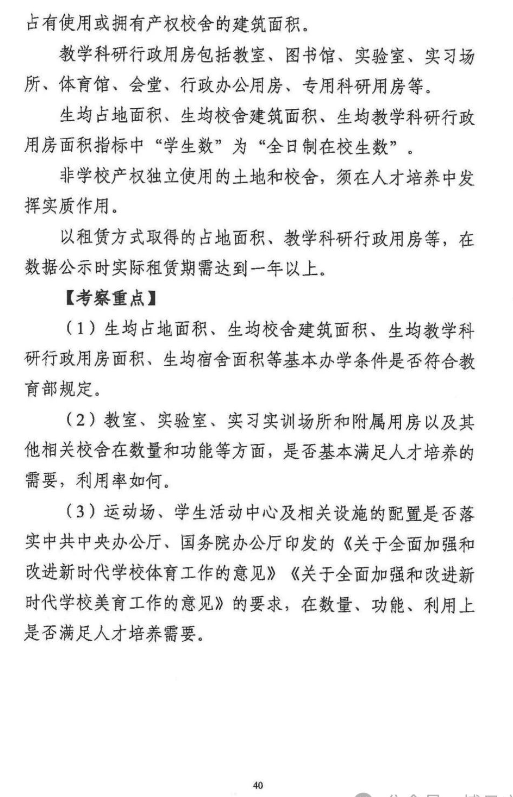 占有使用或拥有产权校舍的建筑面积。
教学科研行政用房包括教室、图书馆、实验室、实习场
所、体育馆、会堂、行政办公用房、专用科研用房等。
生均占地面积、生均校舍建筑面积、生均教学科研行政
用房面积指标中“学生数”为“全日制在校生数”。
非学校产权独立使用的土地和校舍，须在人才培养中发
挥实质作用。
以租赁方式取得的占地面积、教学科研行政用房等，在
数据公示时实际租赁期需达到一年以上。
【考察重点】
（1）生均占地面积、生均校舍建筑面积、生均教学科
研行政用房面积、生均宿舍面积等基本办学条件是否符合教
育部规定。
（2）教室、实验室、实习实训场所和附属用房以及其
他相关校舍在数量和功能等方面，是否基本满足人才培养的
需要，利用率如何。
（3）运动场、学生活动中心及相关设施的配置是否落
实中共中央办公厅、国务院办公厅印发的《关于全面加强和
改进新时代学校体育工作的意见》《关于全面加强和改进新
时代学校美育工作的意见》的要求，在数量、功能、利用上
是否满足人才培养需要。
40